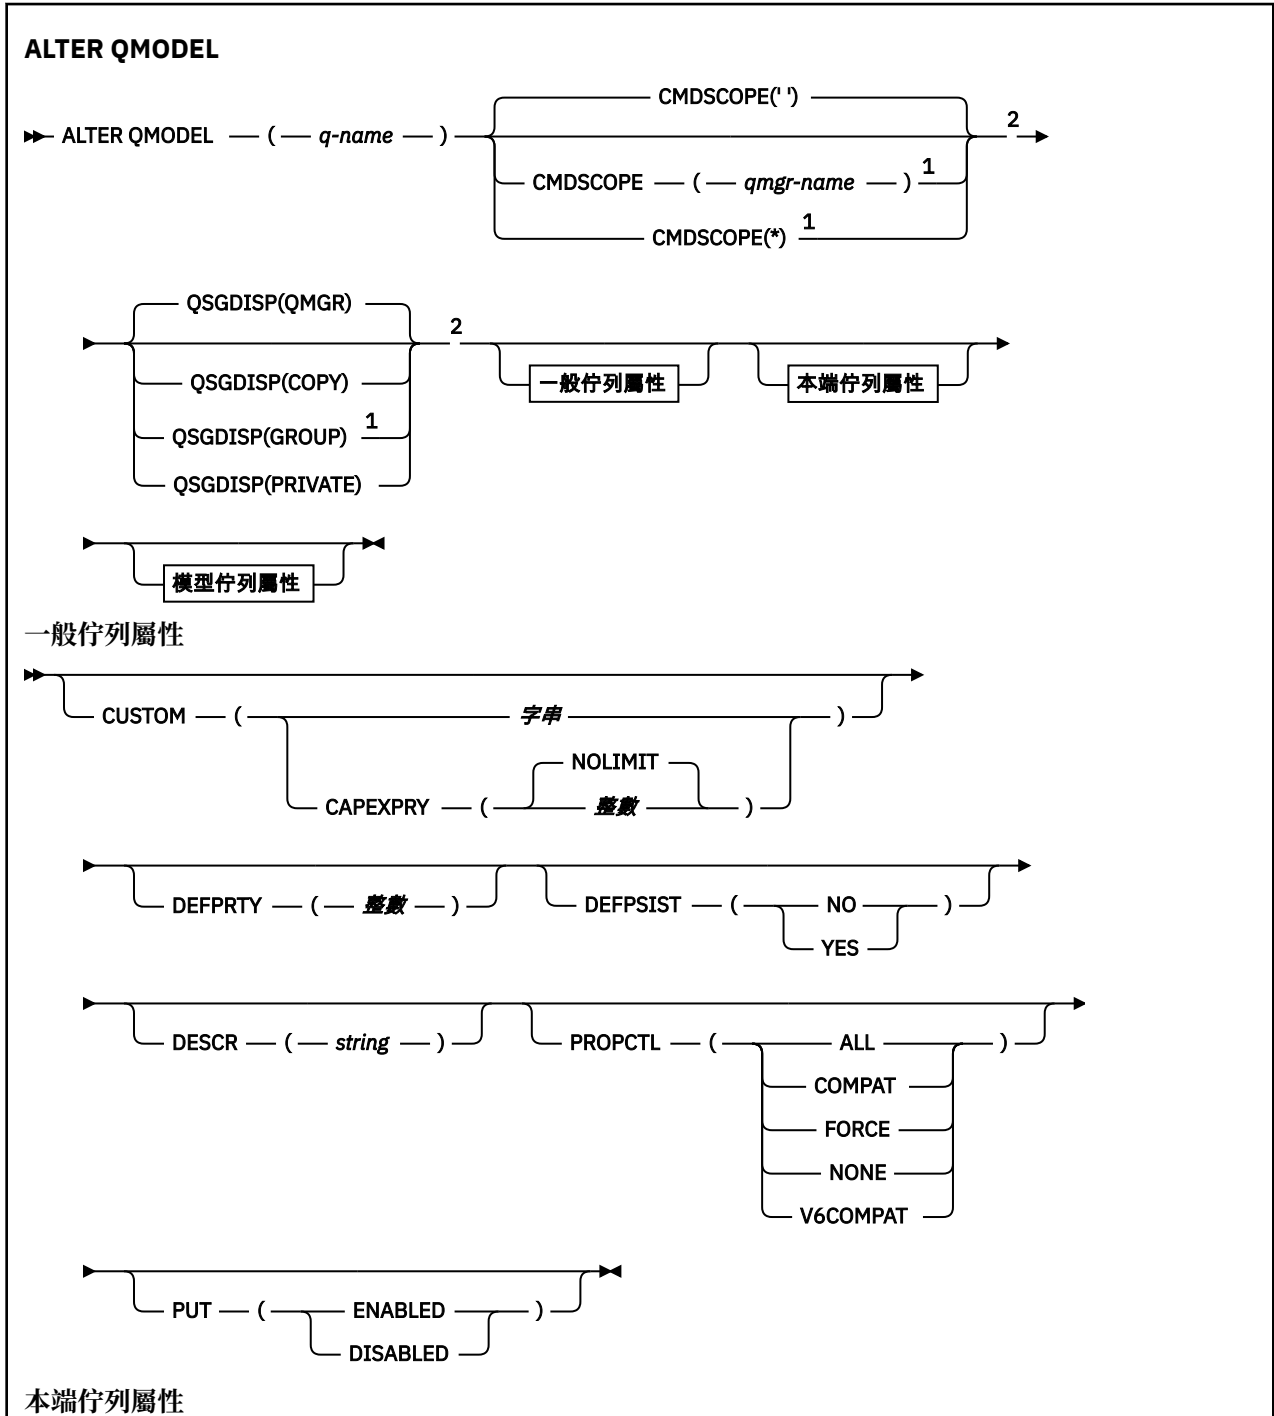 ALTER QMODEL
CMDSCOPE(' ')
ALTER QMODEL ( q-name ) 2
CMDSCOPE ( qmgr-name ) 1
CMDSCOPE(*) 1
QSGDISP(QMGR)
2
QSGDISP(COPY) 一般佇列屬性 本端佇列屬性
QSGDISP(GROUP) 1
QSGDISP(PRIVATE)
模型佇列屬性
一般佇列屬性
CUSTOM ( 字串 )
NOLIMIT
CAPEXPRY ( 整數 )
DEFPRTY ( 整數 ) DEFPSIST ( NO )
YES
DESCR ( string ) PROPCTL ( ALL )
COMPAT
FORCE
NONE
V6COMPAT
PUT ( ENABLED )
DISABLED
本端佇列屬性